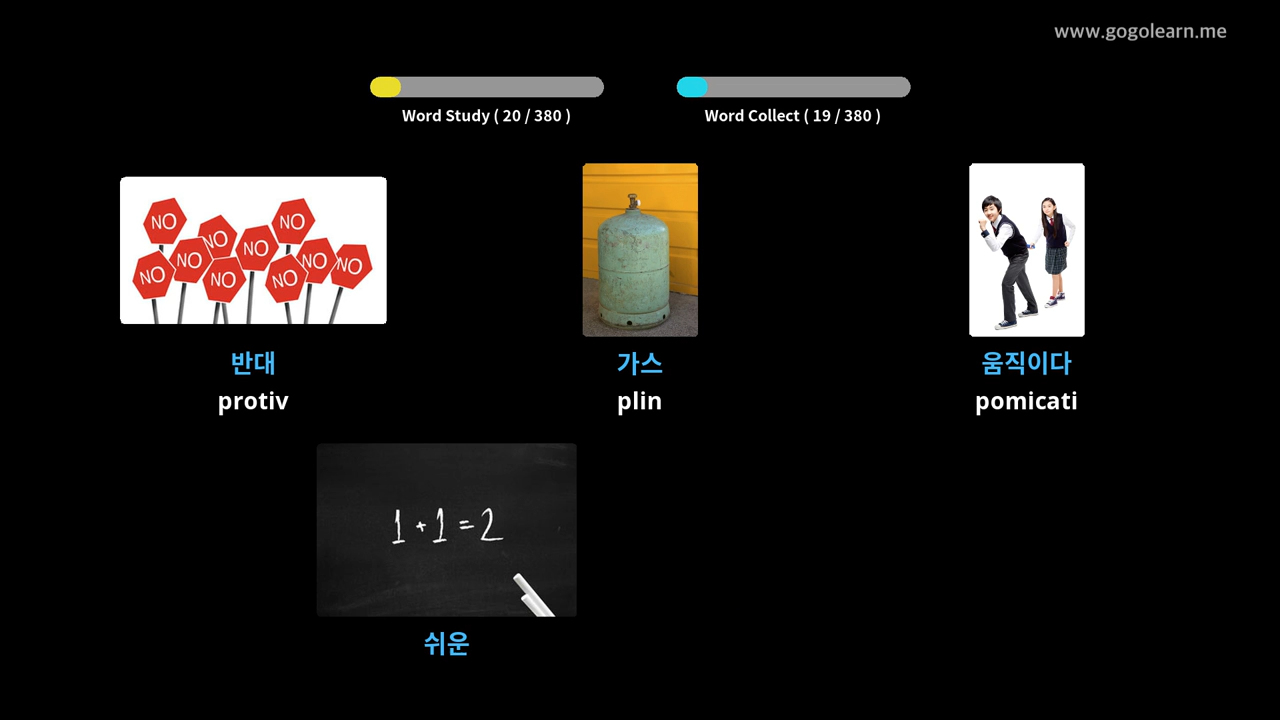 www.gogolearn.me
Word Study ( 20 / 380 )
Word Collect ( 19 / 380 )
NO NO NO NO NO NO NO NO NO NO
반대
protiv
가스
plin
움직이다
pomicati
1 + 1 = 2
쉬운